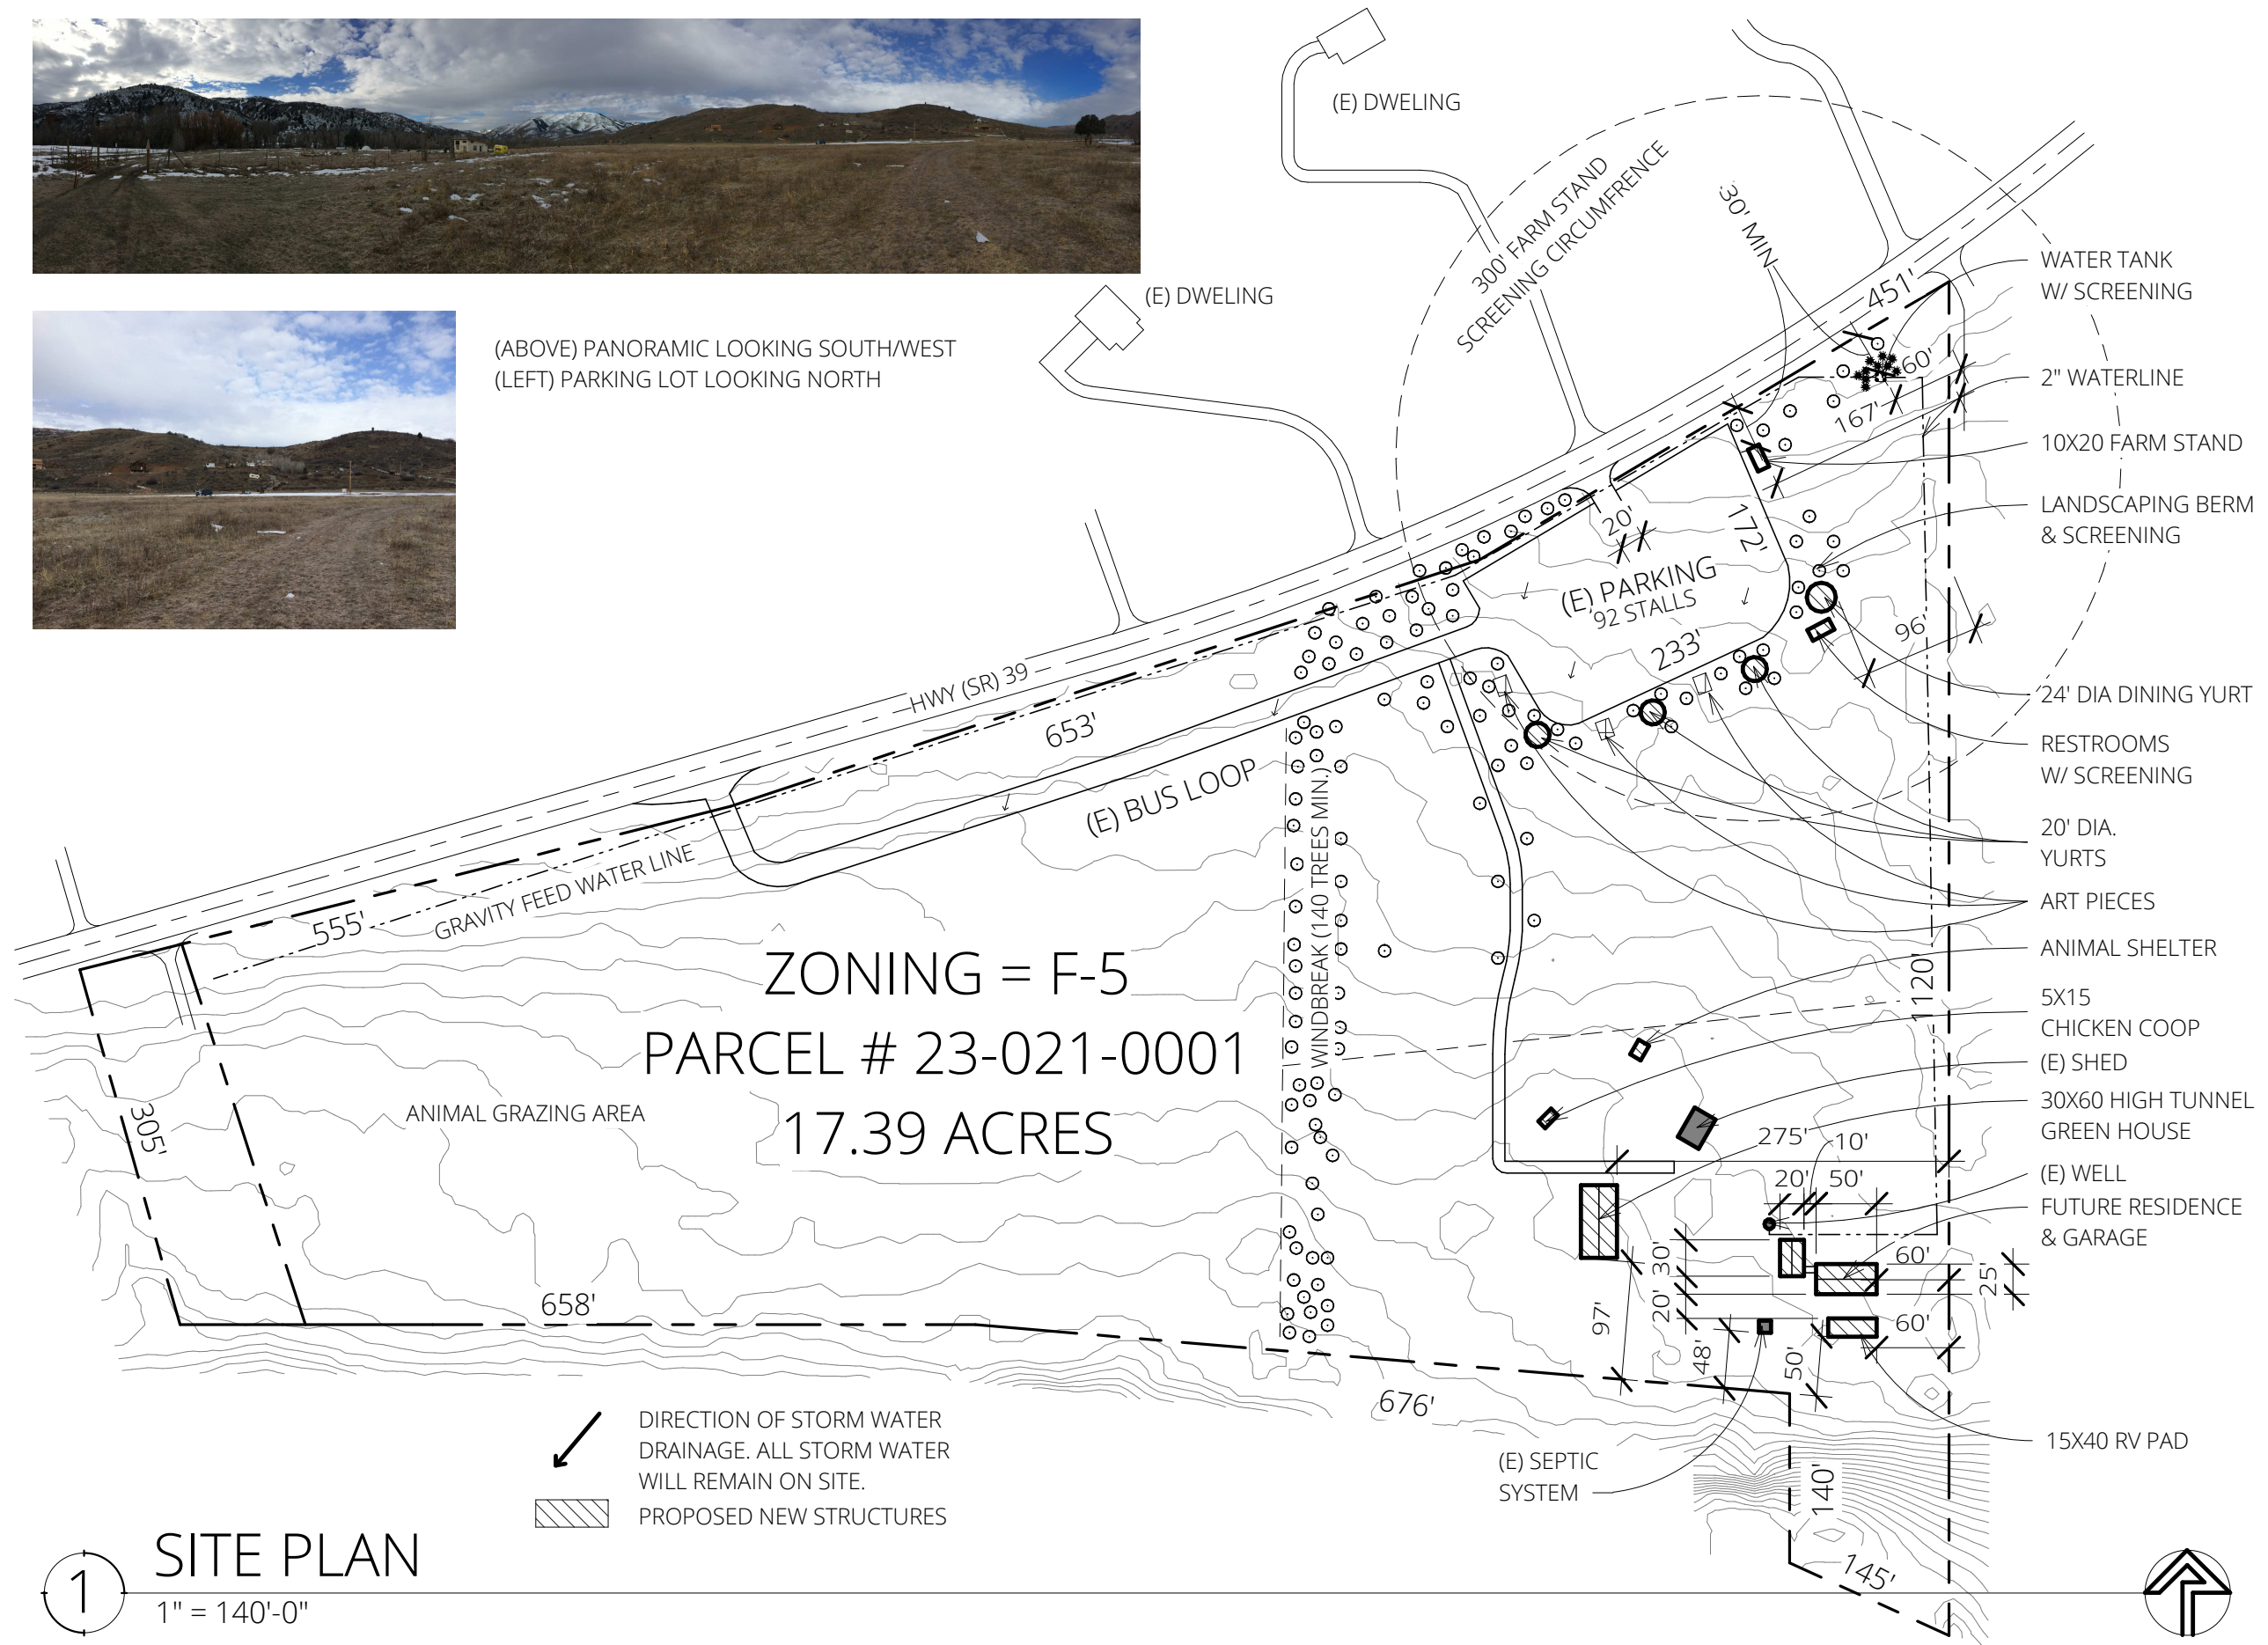 (E) DWELING
300' FARM STAND
SCREENING CIRCUMFRENCE
30' MIN
(E) DWELING
(ABOVE) PANORAMIC LOOKING SOUTH/WEST
(LEFT) PARKING LOT LOOKING NORTH
451'
60'
167'
WATER TANK
W/ SCREENING
2" WATERLINE
10X20 FARM STAND
LANDSCAPING BERM
& SCREENING
20'
172'
(E) PARKING
92 STALLS
233'
96'
24' DIA DINING YURT
RESTROOMS
W/ SCREENING
20' DIA.
YURTS
ART PIECES
ANIMAL SHELTER
5X15
CHICKEN COOP
(E) SHED
30X60 HIGH TUNNEL
GREEN HOUSE
(E) WELL
FUTURE RESIDENCE
& GARAGE
HWY (SR) 39
653'
(E) BUS LOOP
WINDBREAK (140 TREES MIN.)
555'
GRAVITY FEED WATER LINE
ZONING = F-5
PARCEL # 23-021-0001
17.39 ACRES
1120'
305'
ANIMAL GRAZING AREA
275'
10'
20'
50'
60'
25'
30'
20'
97'
48'
50'
60'
658'
676'
15X40 RV PAD
(E) SEPTIC
SYSTEM
140'
145'
DIRECTION OF STORM WATER
DRAINAGE. ALL STORM WATER
WILL REMAIN ON SITE.
PROPOSED NEW STRUCTURES
1
SITE PLAN
1" = 140'-0"